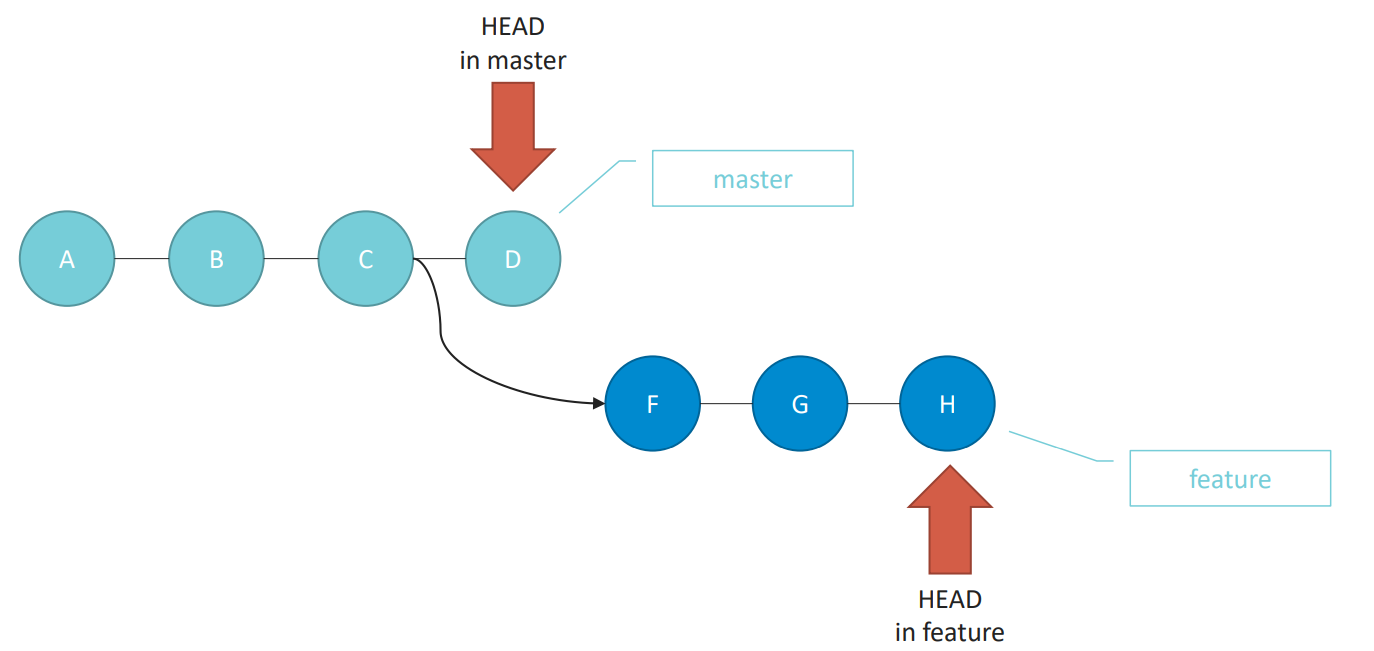 HEAD
in master
master
A
B
C
D
F
G
H
feature
HEAD
in feature